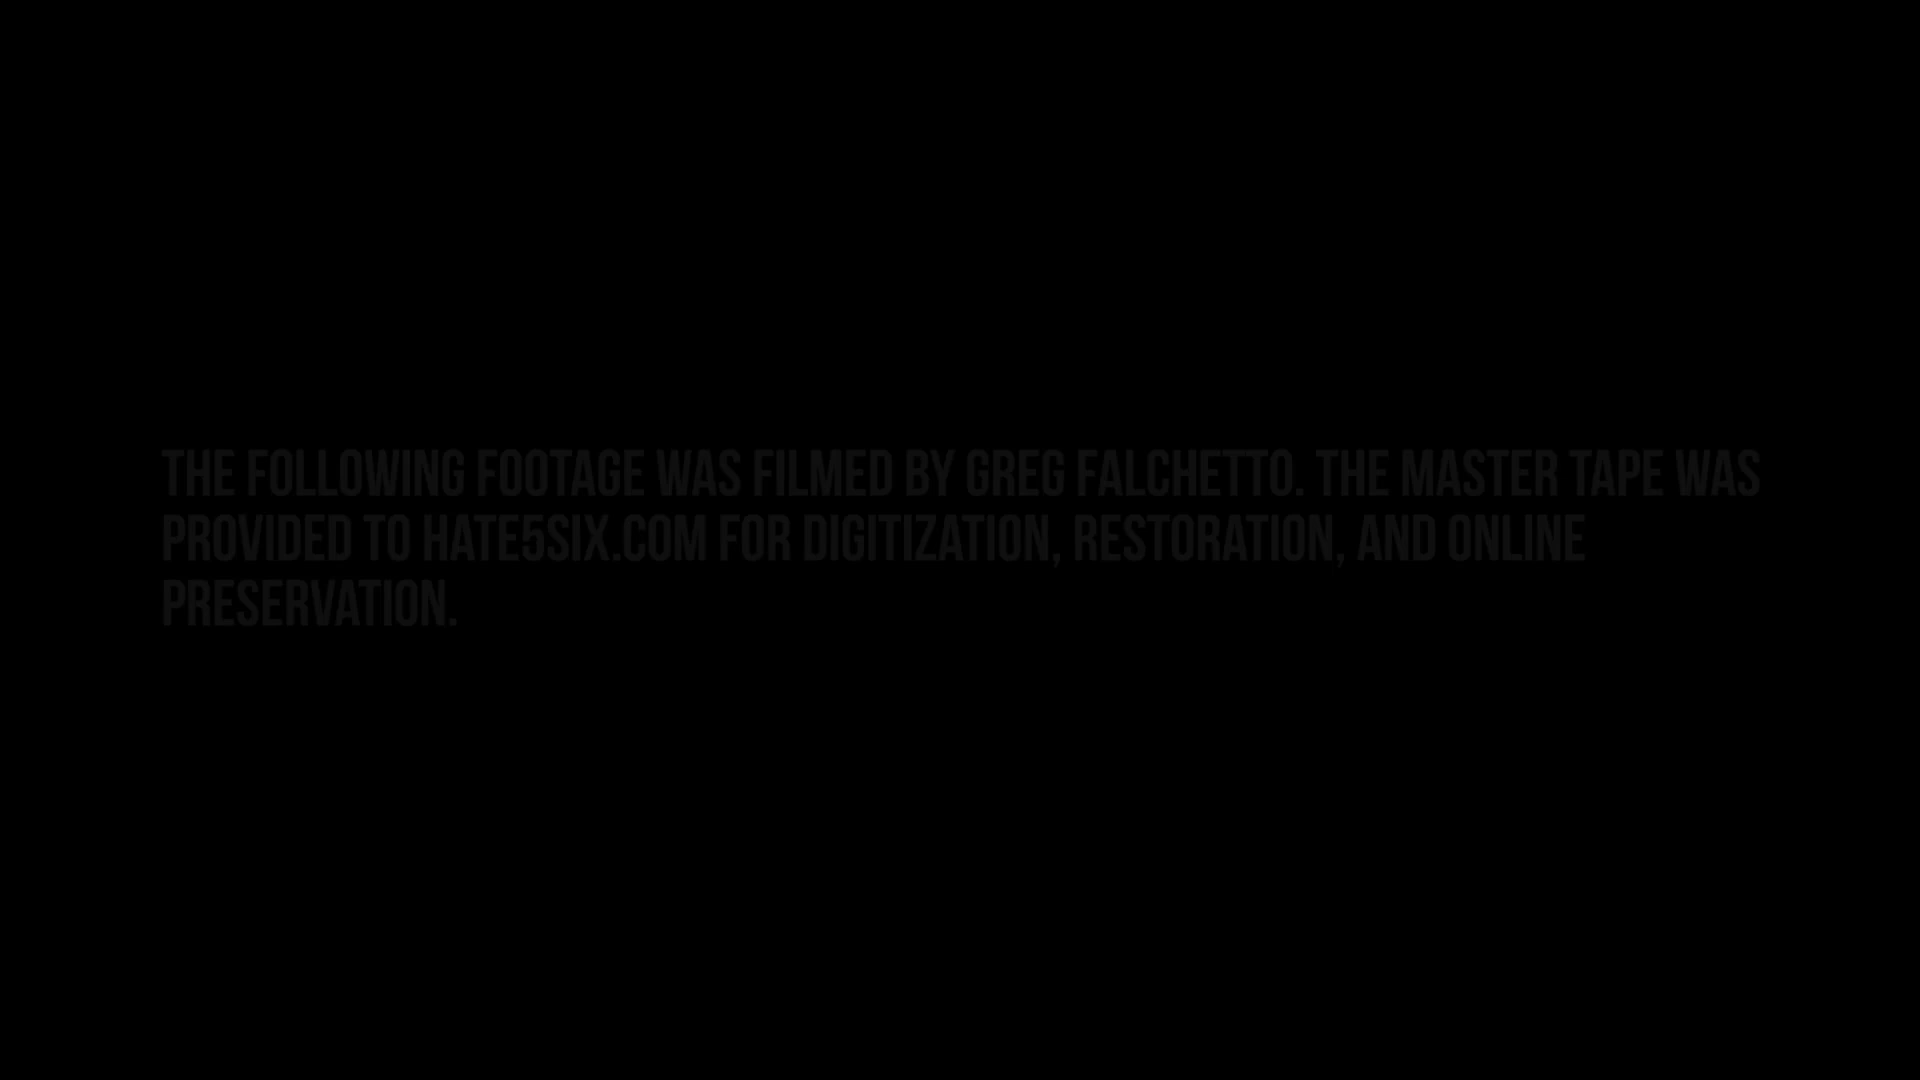 THE FOLLOWING FOOTAGE WAS FILMED BY GREG FALCHETTO. THE MASTER TAPE WAS
PROVIDED TO HATE5SIX.COM FOR DIGITIZATION, RESTORATION, AND ONLINE
PRESERVATION.